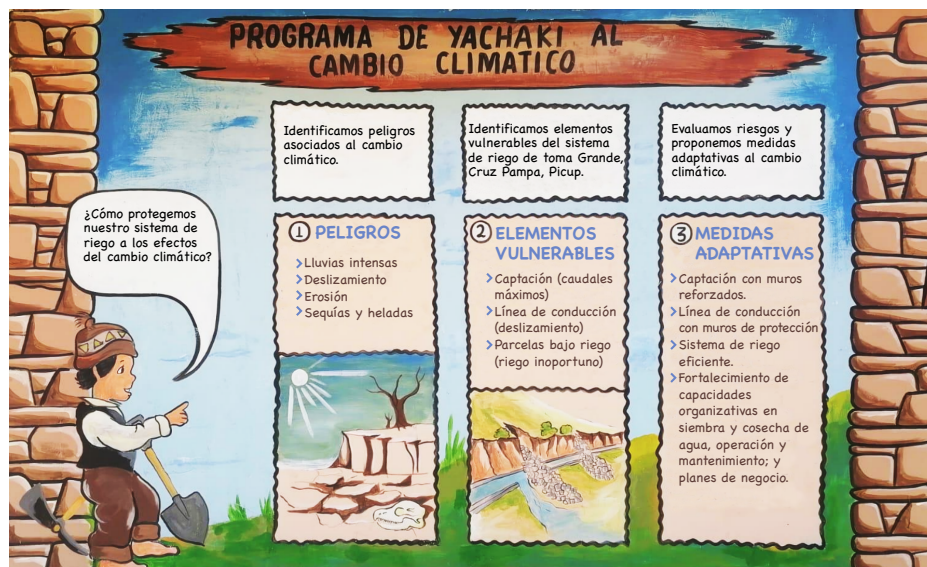 PROGRAMA DE YACHAKI AL
CAMBIO CLIMATICO
Identificamos peligros
asociados al cambio
climático.
Identificamos elementos
vulnerables del sistema
de riego de toma Grande,
Cruz Pampa, Picup.
Evaluamos riesgos y
proponemos medidas
adaptativas al cambio
climático.
¿Cómo protegemos
nuestro sistema de
riego a los efectos
del cambio climático?
1 PELIGROS
Lluvias intensas
Deslizamiento
Erosión
Sequías y heladas
2 ELEMENTOS
VULNERABLES
Captación (caudales
máximos)
Línea de conducción
(deslizamiento)
Parcelas bajo riego
(riego inoportuno)
3 MEDIDAS
ADAPTATIVAS
Captación con muros
reforzados.
Línea de conducción
con muros de protección
Sistema de riego
eficiente.
Fortalecimiento de
capacidades
organizativas en
siembra y cosecha de
agua, operación y
mantenimiento; y
planes de negocio.